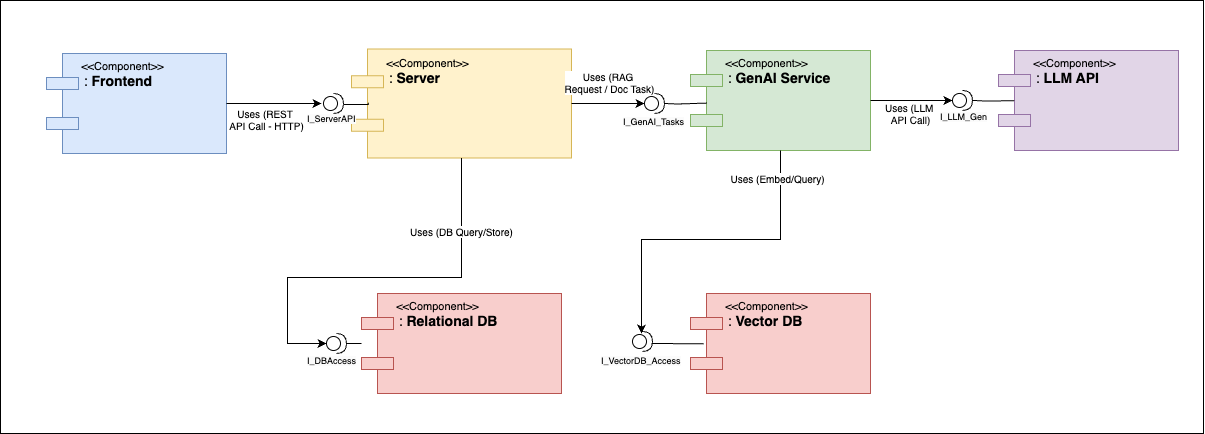 <<Component>>
: Frontend
Uses (REST
API Call - HTTP)
I_ServerAPI
<<Component>>
: Server
Uses (RAG
Request / Doc Task)
I_GenAI_Tasks
<<Component>>
: GenAI Service
Uses (LLM
API Call)
I_LLM_Gen
<<Component>>
: LLM API
Uses (DB Query/Store)
Uses (Embed/Query)
I_DBAccess
<<Component>>
: Relational DB
I_VectorDB_Access
<<Component>>
: Vector DB